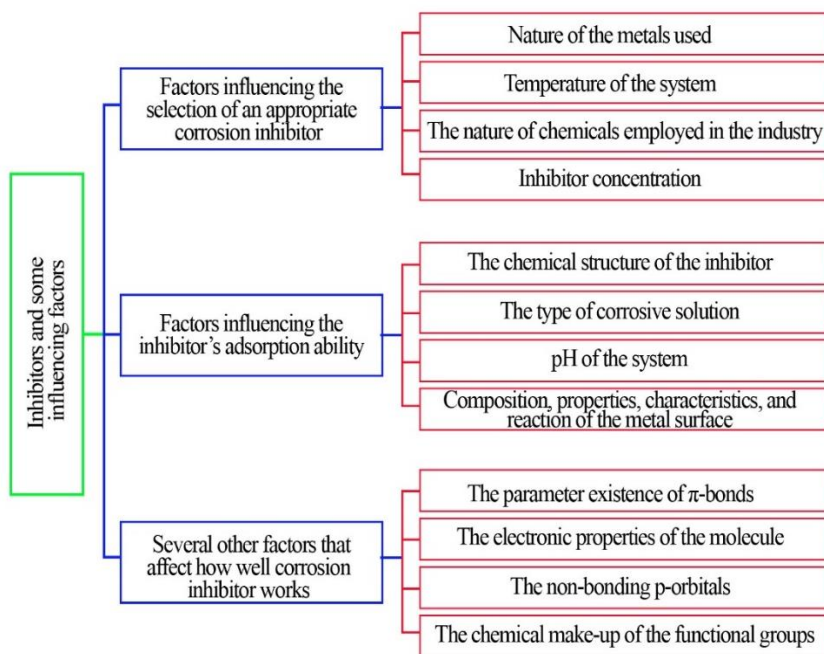 Inhibitors and some
influencing factors
Factors influencing the
selection of an appropriate
corrosion inhibitor
Nature of the metals used
Temperature of the system
The nature of chemicals employed in the industry
Inhibitor concentration
Factors influencing the
inhibitor’s adsorption ability
The chemical structure of the inhibitor
The type of corrosive solution
pH of the system
Composition, properties, characteristics, and
reaction of the metal surface
Several other factors that
affect how well corrosion
inhibitor works
The parameter existence of π-bonds
The electronic properties of the molecule
The non-bonding p-orbitals
The chemical make-up of the functional groups